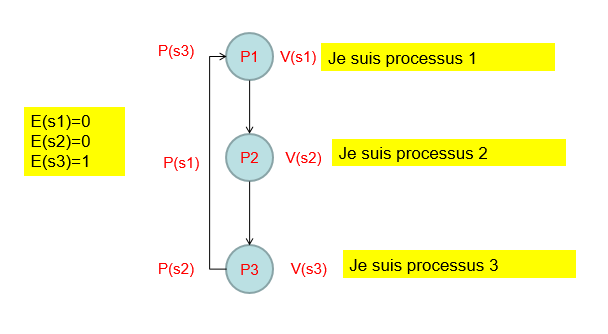 P(s3)
P1
V(s1)
Je suis processus 1
E(s1)=0
E(s2)=0
E(s3)=1
P(s1)
P2
V(s2)
Je suis processus 2
P(s2)
P3
V(s3)
Je suis processus 3